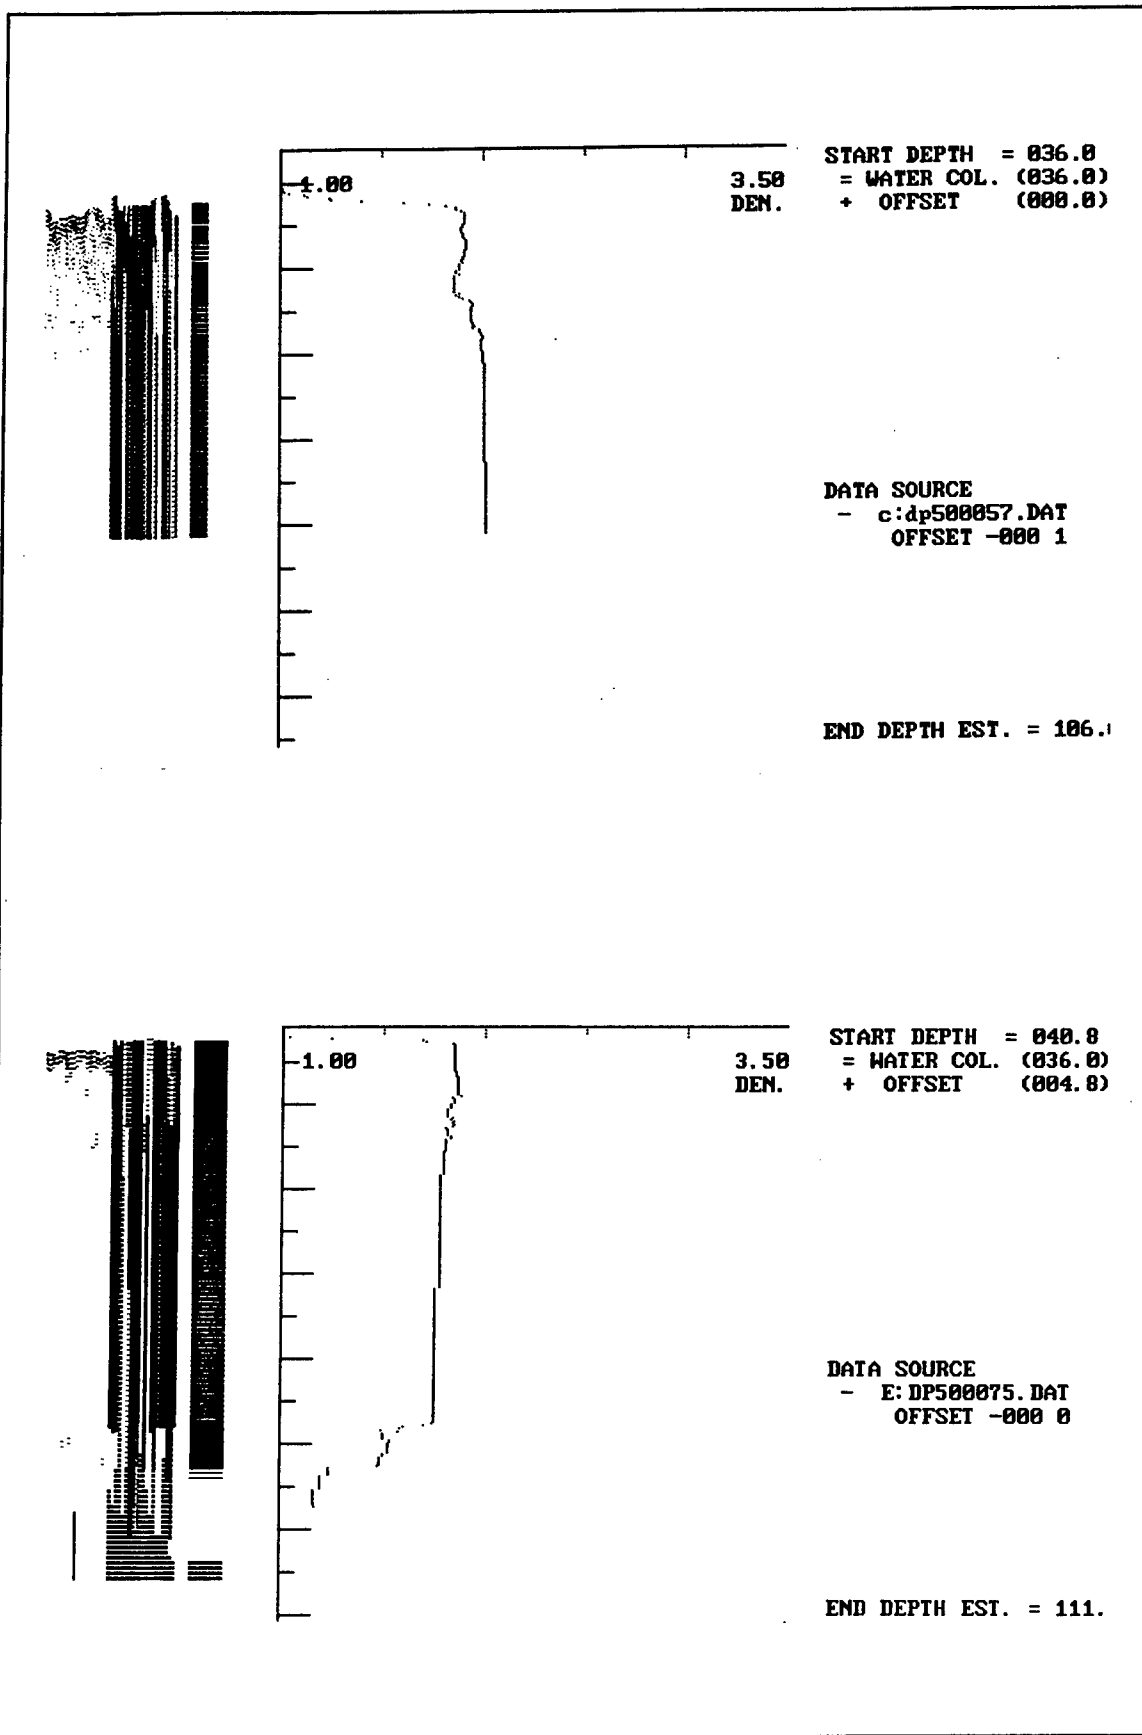 1.00
3.50
DEN.
START DEPTH = 036.0
= WATER COL. (036.0)
+ OFFSET (000.0)
DATA SOURCE
- c:dp500057.DAT
OFFSET -000 1
END DEPTH EST. = 106.
-1.00
3.50
DEN.
START DEPTH = 040.8
= WATER COL. (036.0)
+ OFFSET (004.8)
DATA SOURCE
- E:DP500075.DAT
OFFSET -000 0
END DEPTH EST. = 111.